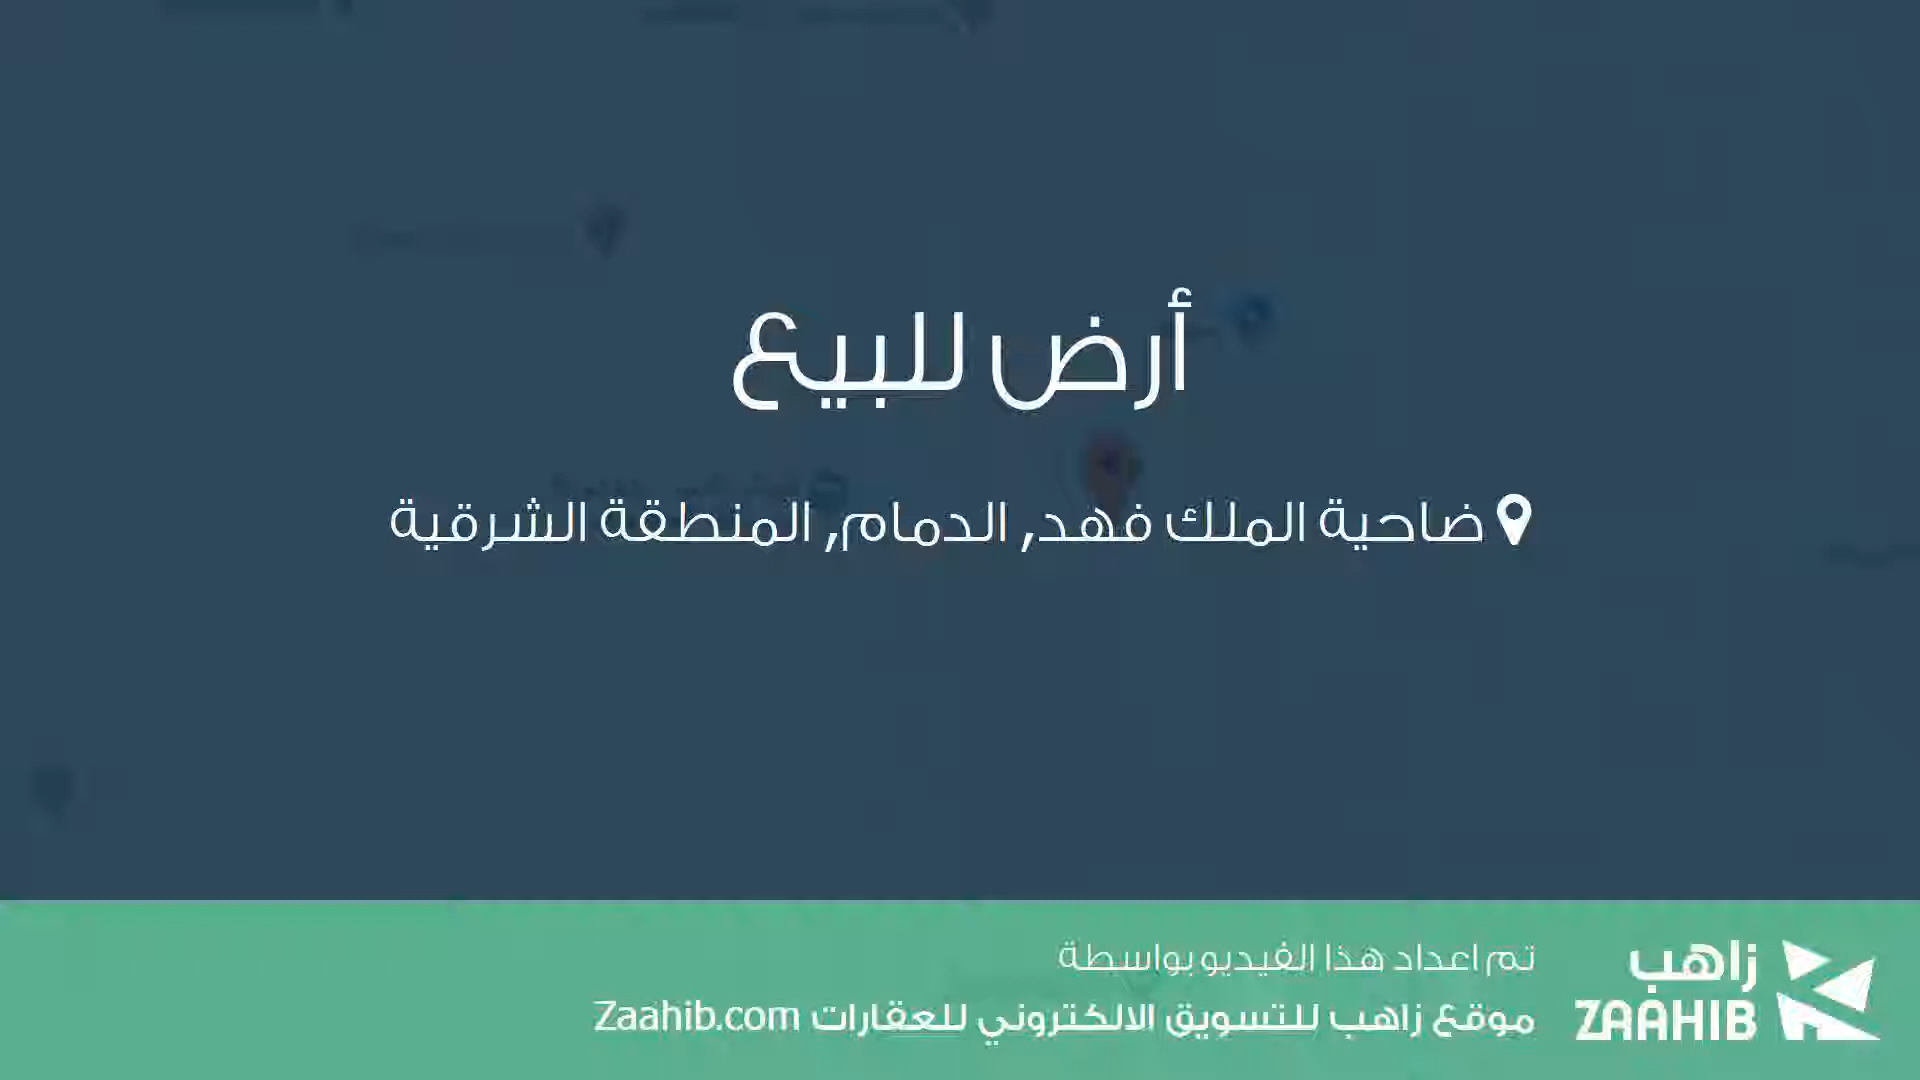 أرض للبيع
ضاحية الملك فهد, الدمام, المنطقة الشرقية
تم اعداد هذا الفيديو بواسطة
موقع زاهب للتسويق الالكتروني للعقارات Zaahib.com
زاهب
ZAAHIB